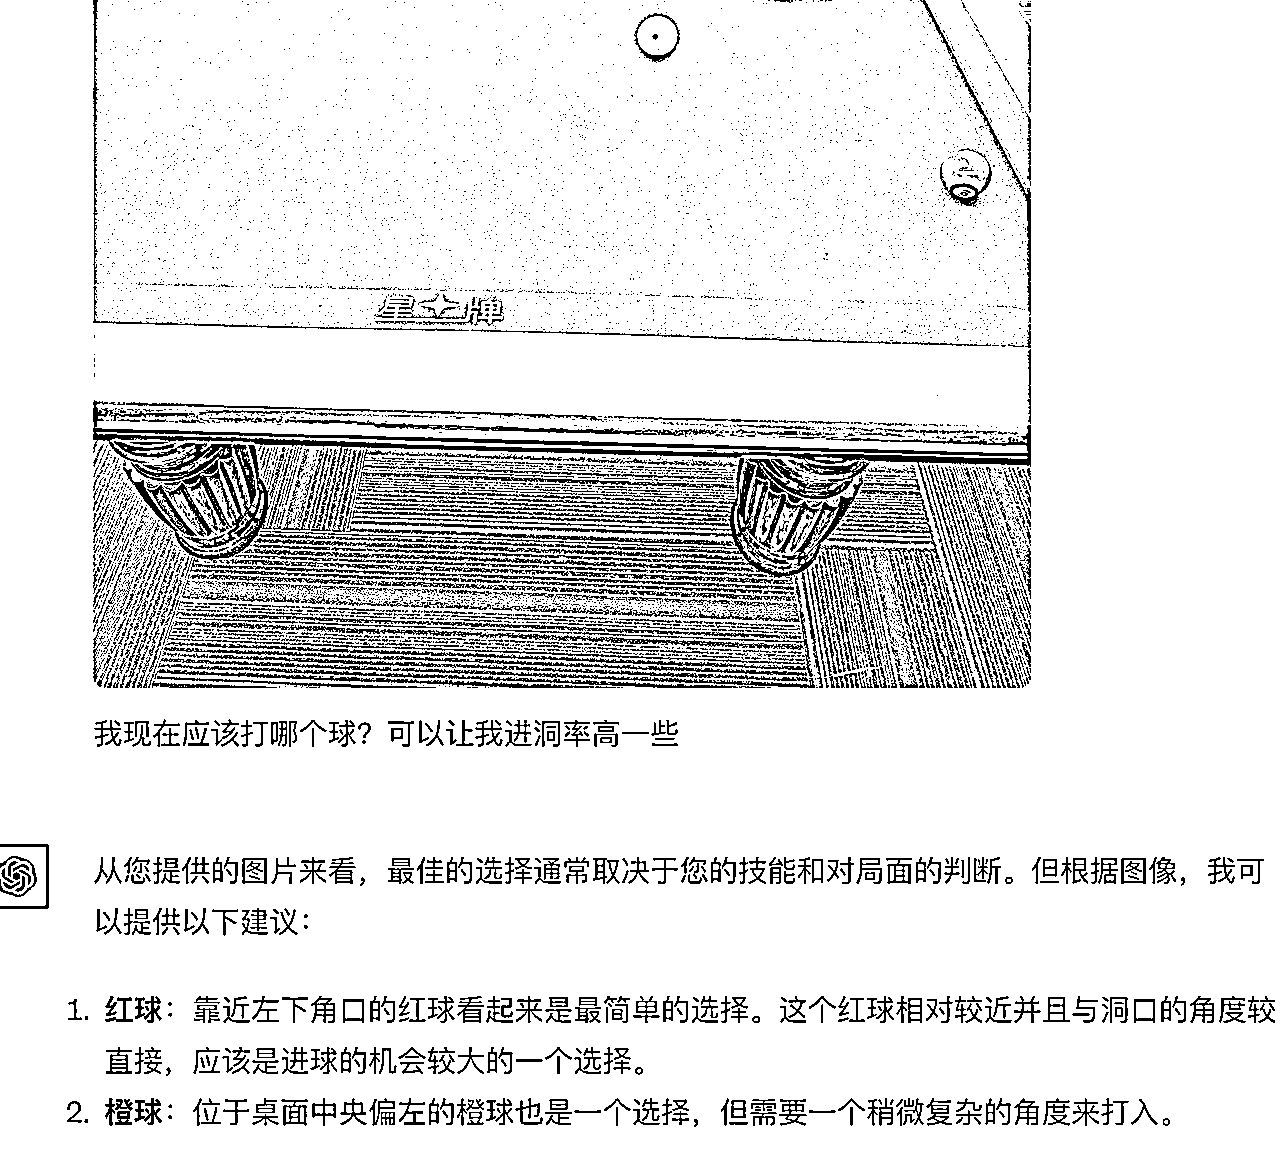 星牌
我现在应该打哪个球？可以让我进洞率高一些
从您提供的图片来看，最佳的选择通常取决于您的技能和对局面的判断。但根据图像，我可
以提供以下建议：
1. 红球：靠近左下角口的红球看起来是最简单的选择。这个红球相对较近并且与洞口的角度较
直接，应该是进球的机会较大的一个选择。
2. 橙球：位于桌面中央偏左的橙球也是一个选择，但需要一个稍微复杂的角度来打入。